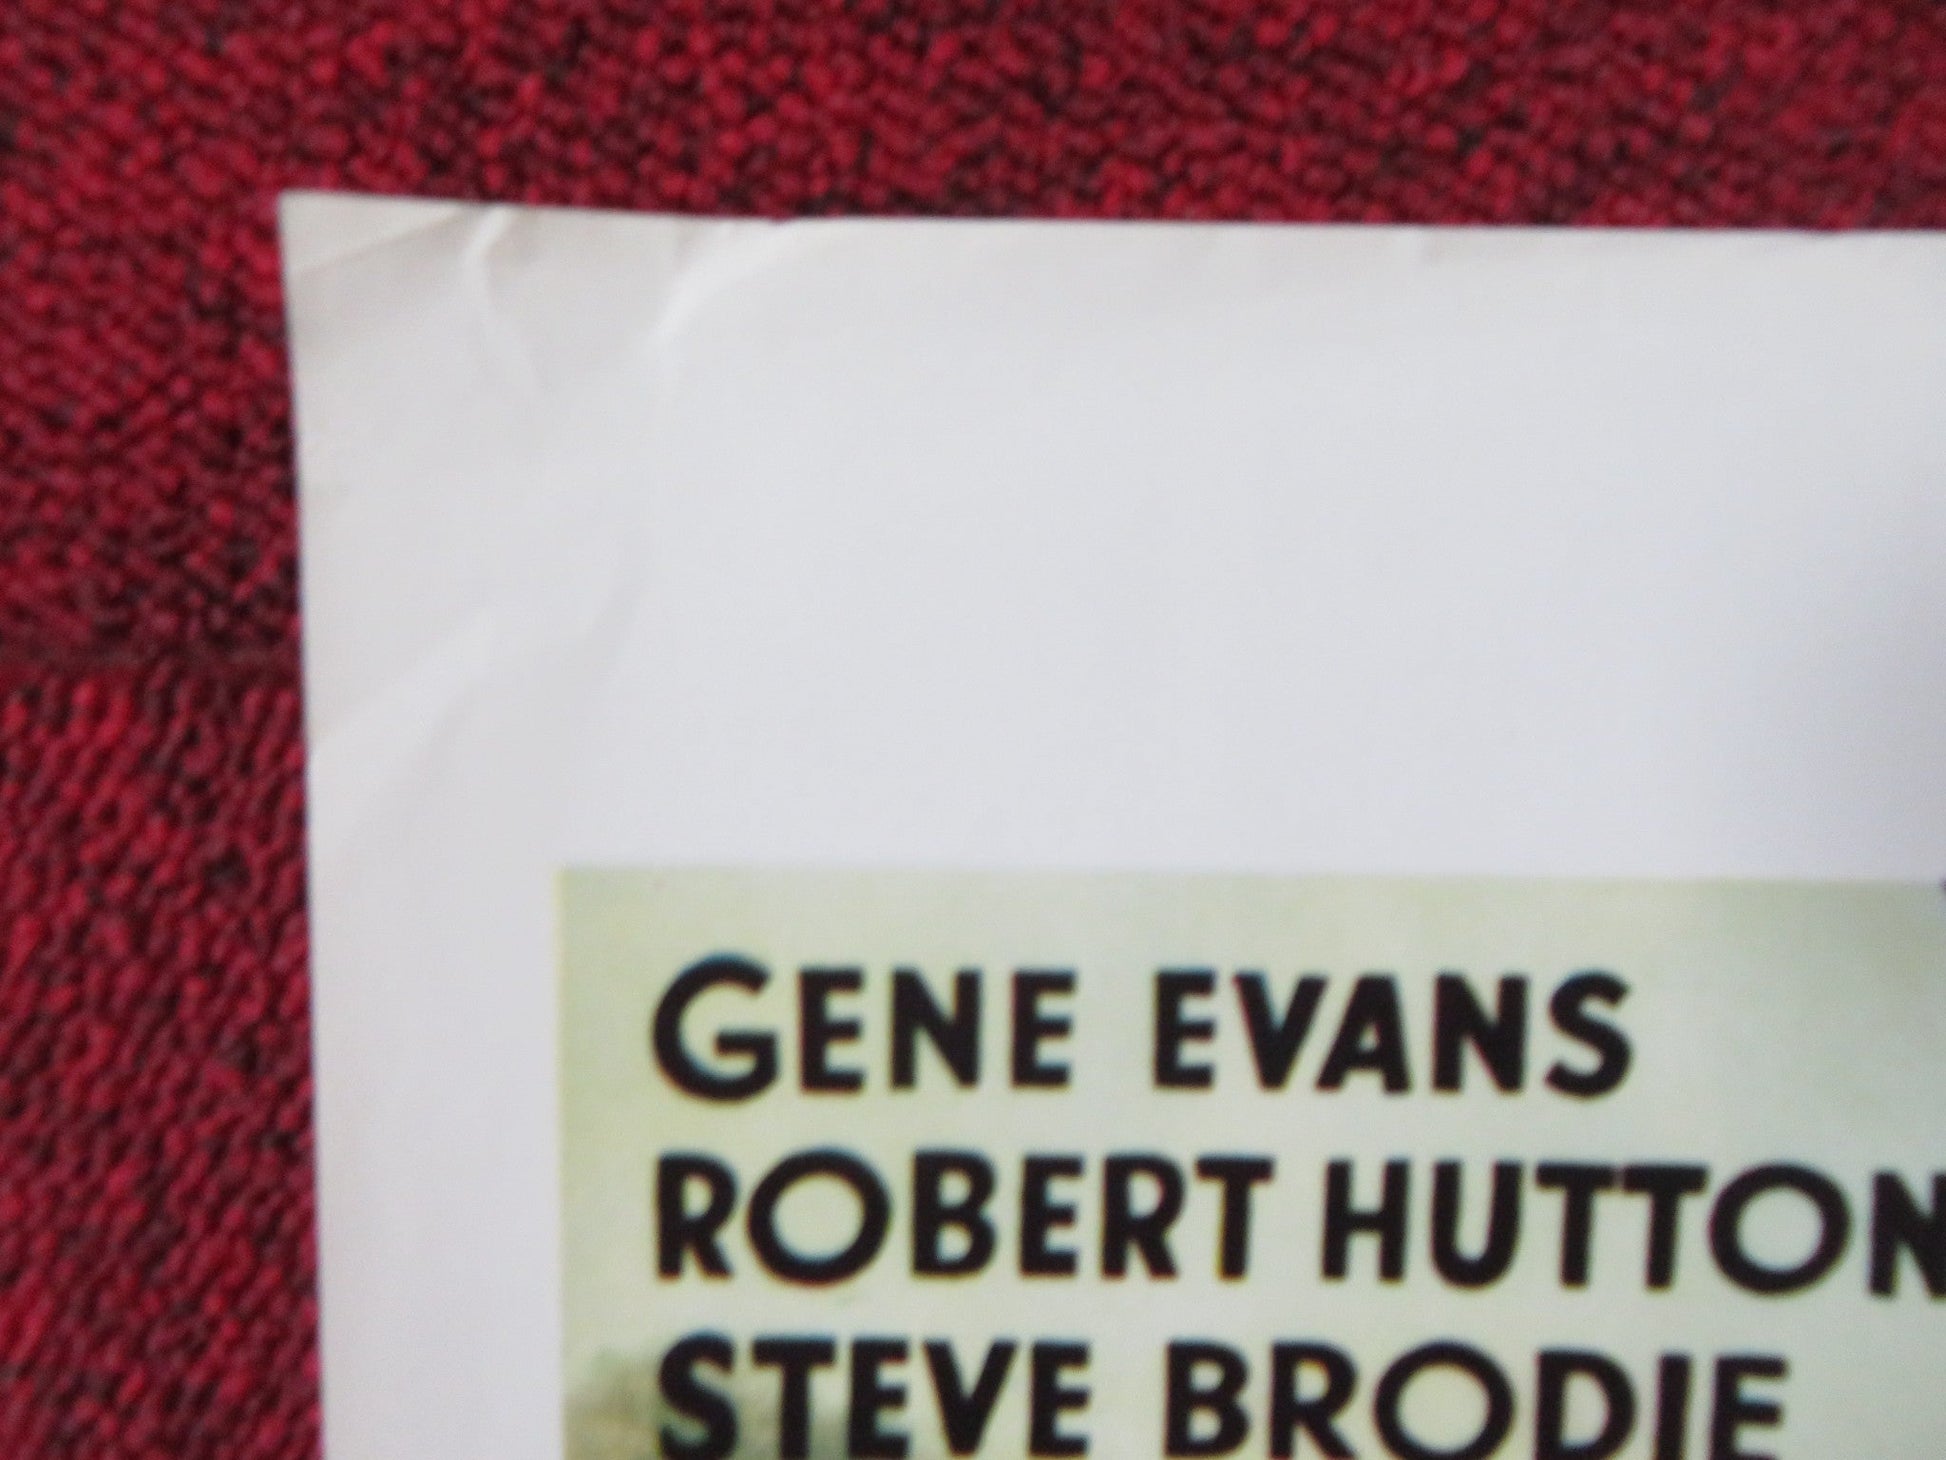 GENE EVANS
ROBERT HUTTON
STEVE BRODIE